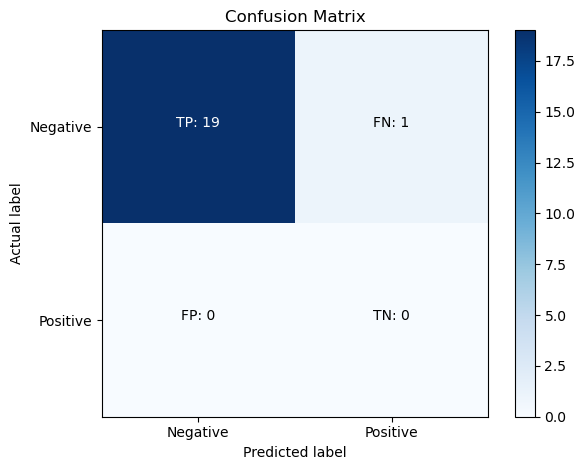 Confusion Matrix
Actual label
Negative
Positive
TP: 19
FN: 1
FP: 0
TN: 0
Negative
Positive
Predicted label
17.5
15.0
12.5
10.0
7.5
5.0
2.5
0.0